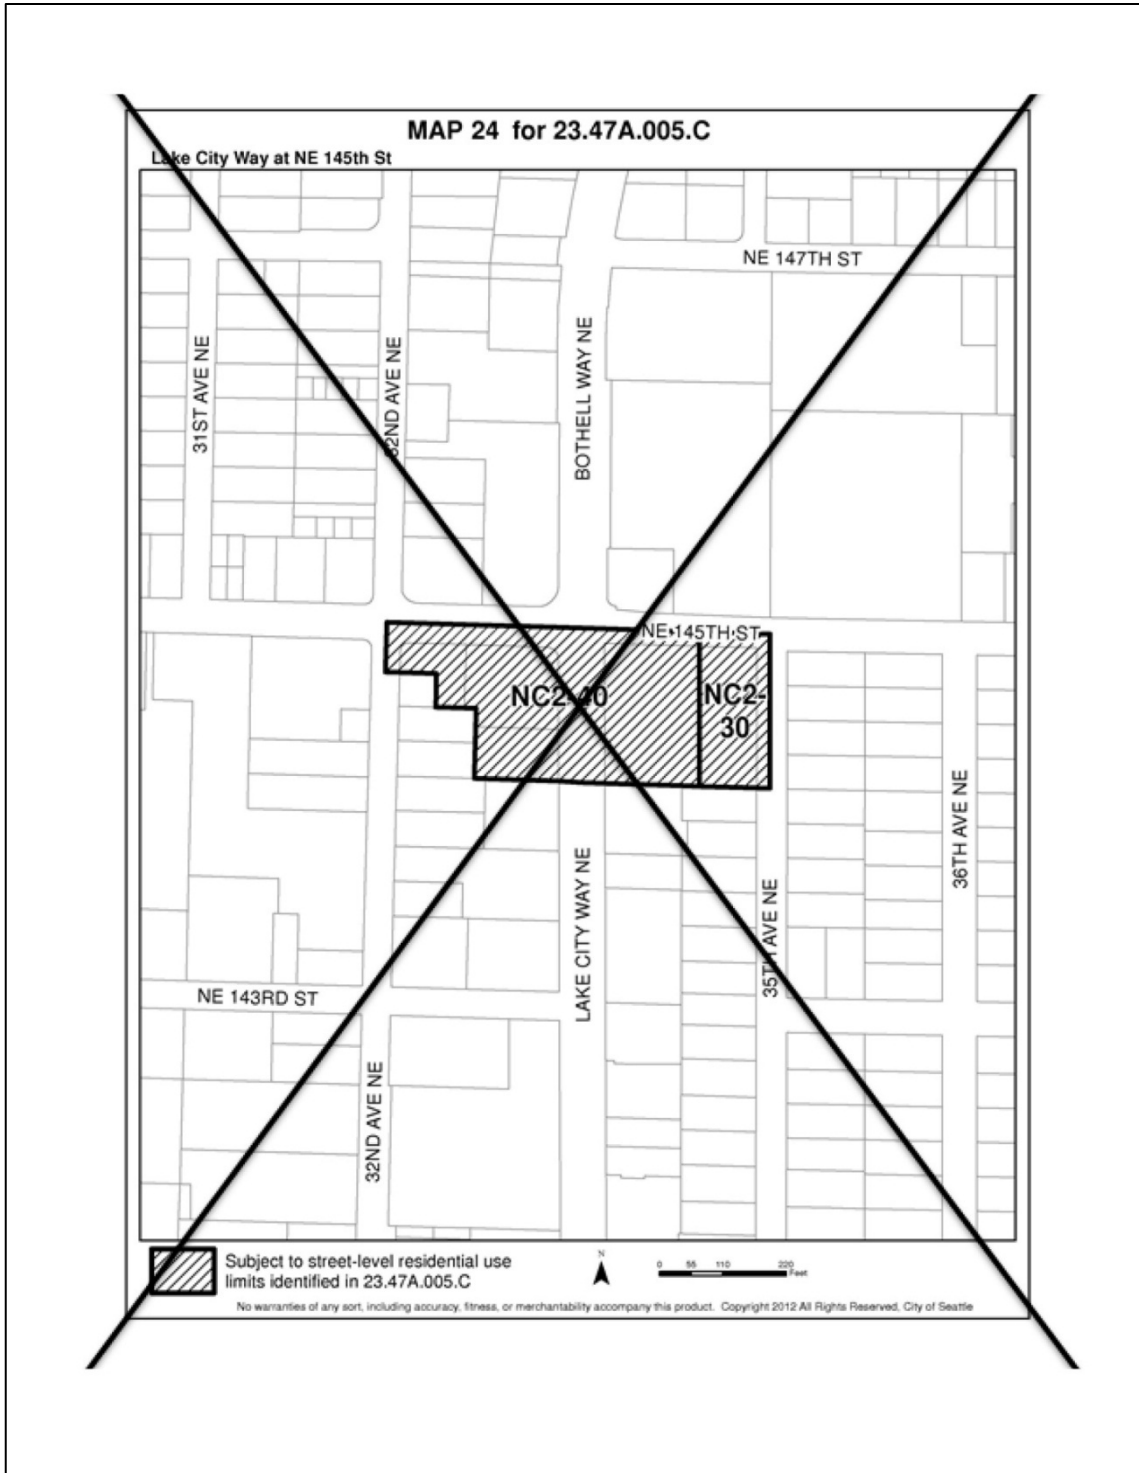 MAP 24 for 23.47A.005.C
Lake City Way at NE 145th St
NE 147TH ST
31ST AVE NE
32ND AVE NE
BOTHELL WAY NE
NE 145TH ST
NC2-40
NC2-
30
36TH AVE NE
LAKE CITY WAY NE
35TH AVE NE
NE 143RD ST
32ND AVE NE
Subject to street-level residential use
limits identified in 23.47A.005.C
N
0 55 110 220
Feet
No warranties of any sort, including accuracy, fitness, or merchantability accompany this product. Copyright 2012 All Rights Reserved, City of Seattle